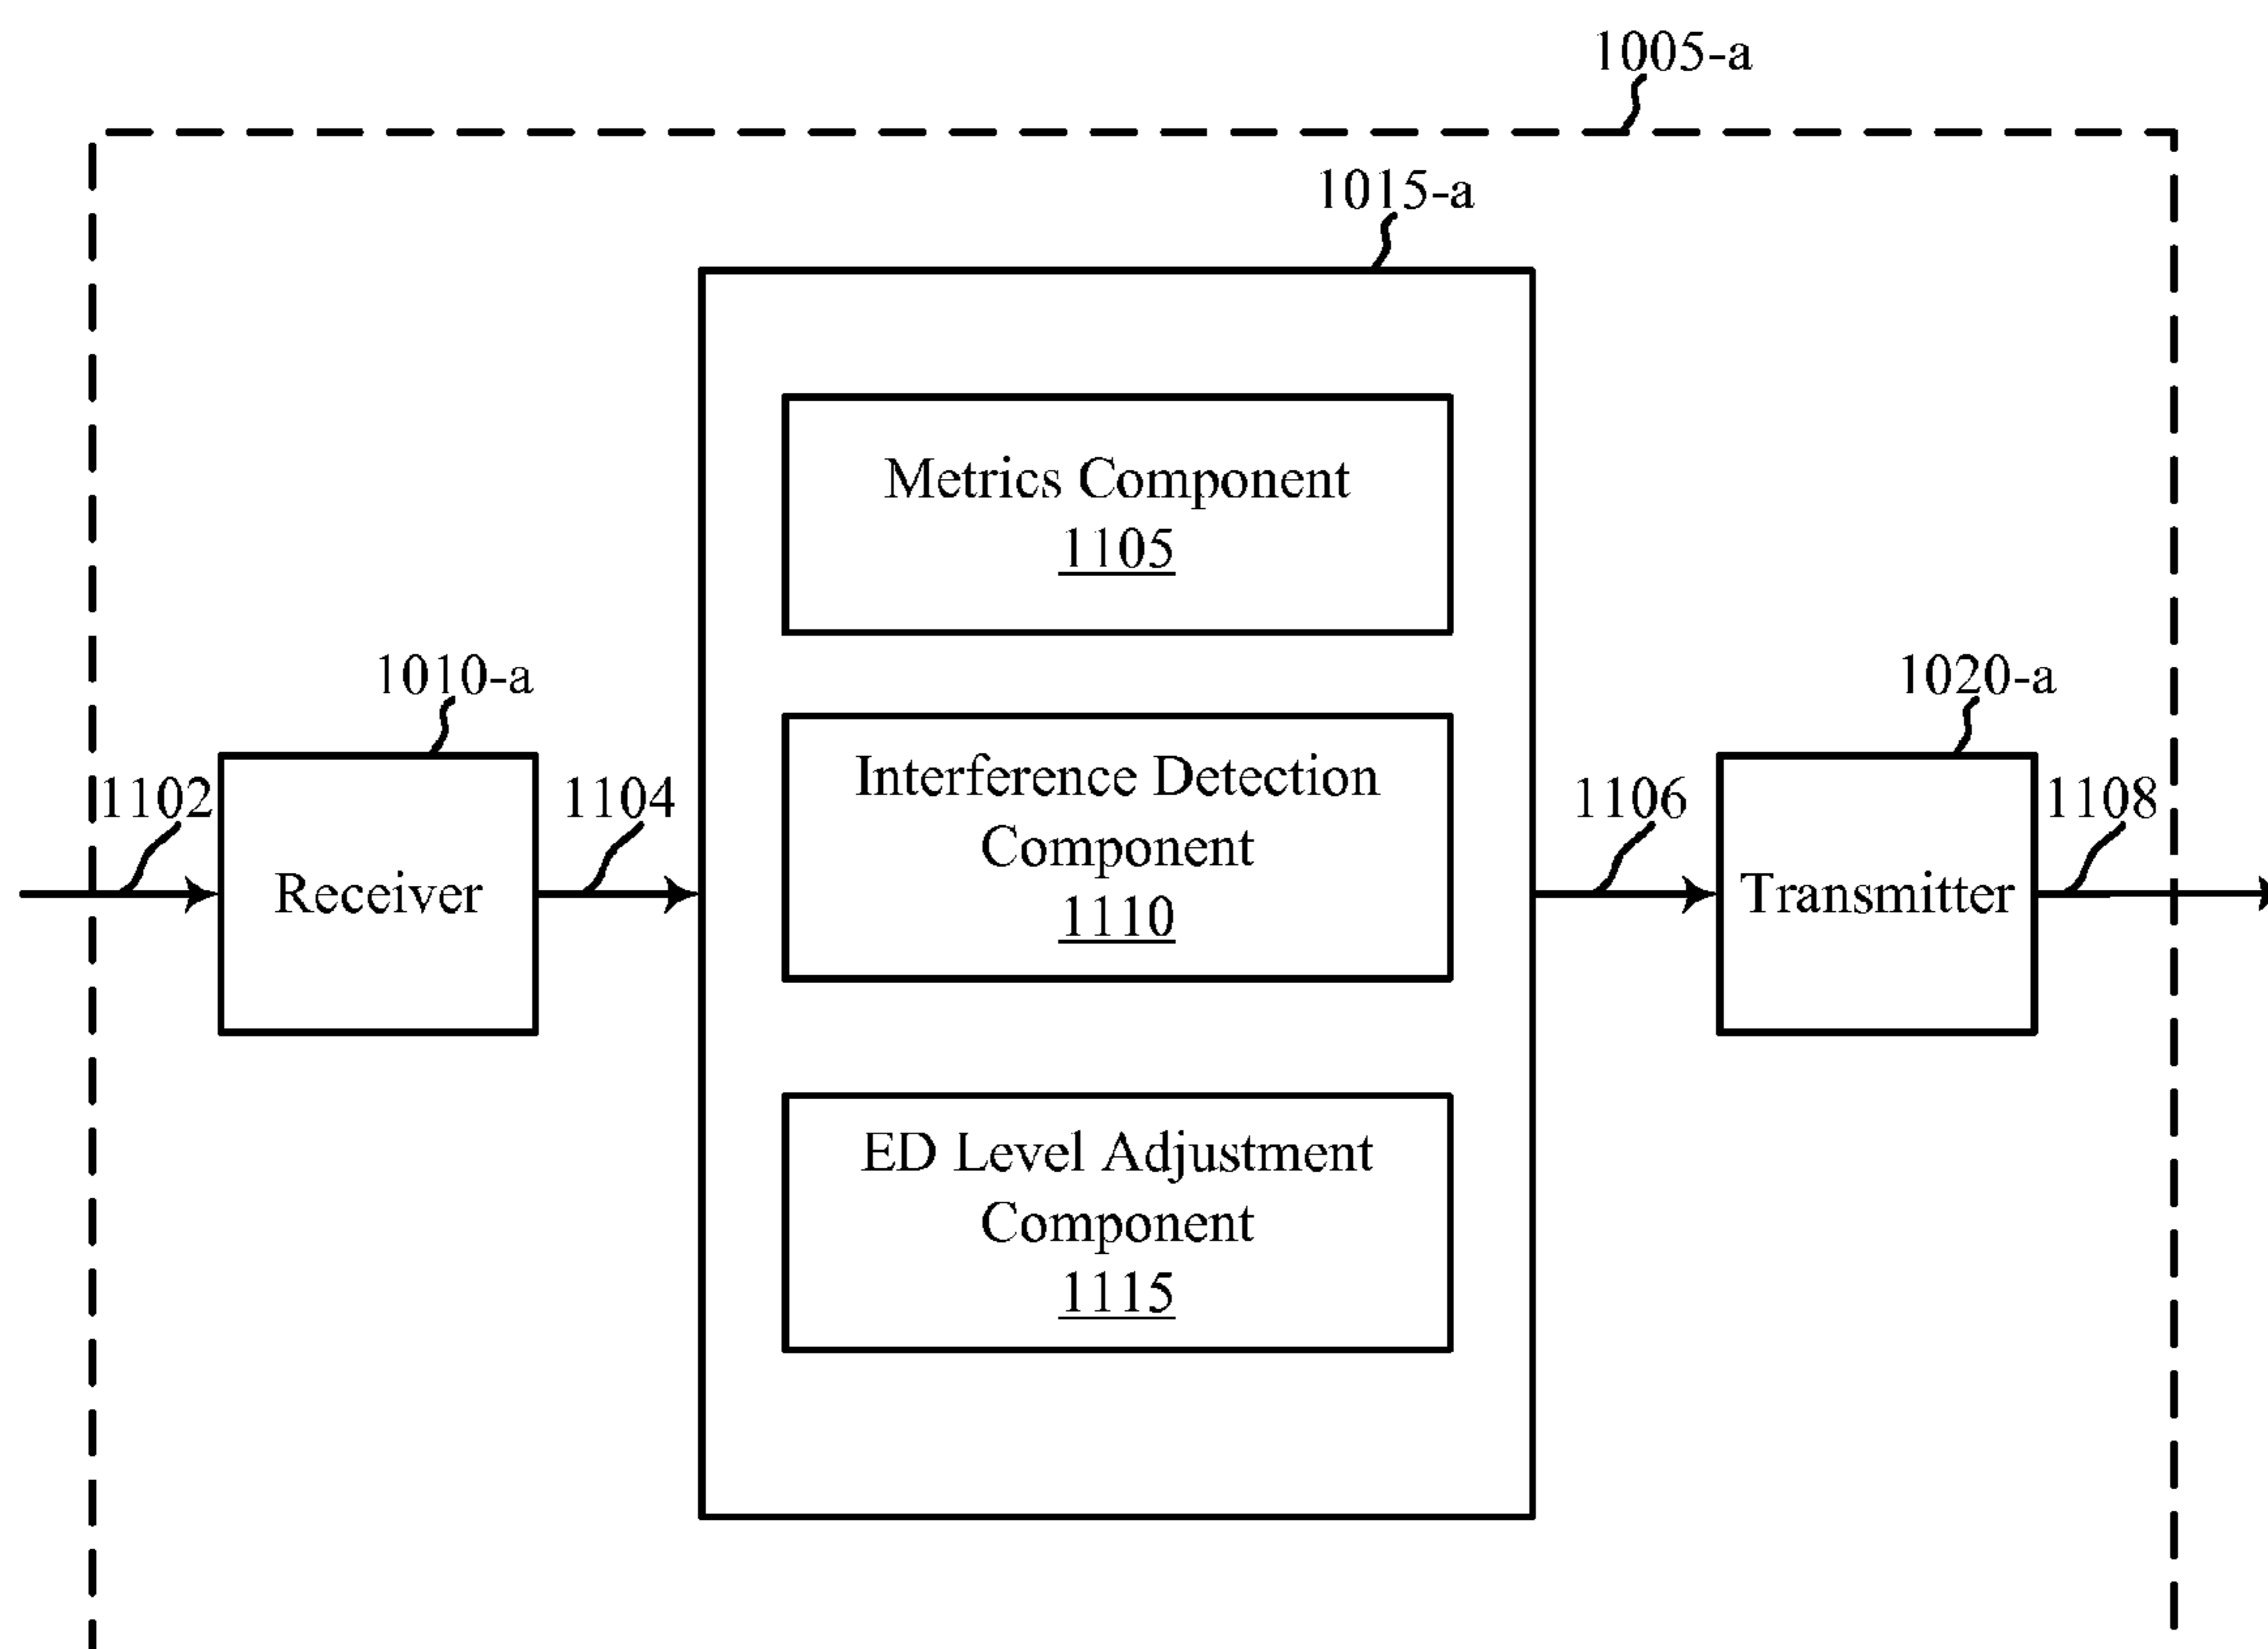 1005-a
1015-a
Metrics Component
1105
1010-a
1020-a
Interference Detection
Component
1110
1102
1104
1106
1108
Receiver
Transmitter
ED Level Adjustment
Component
1115